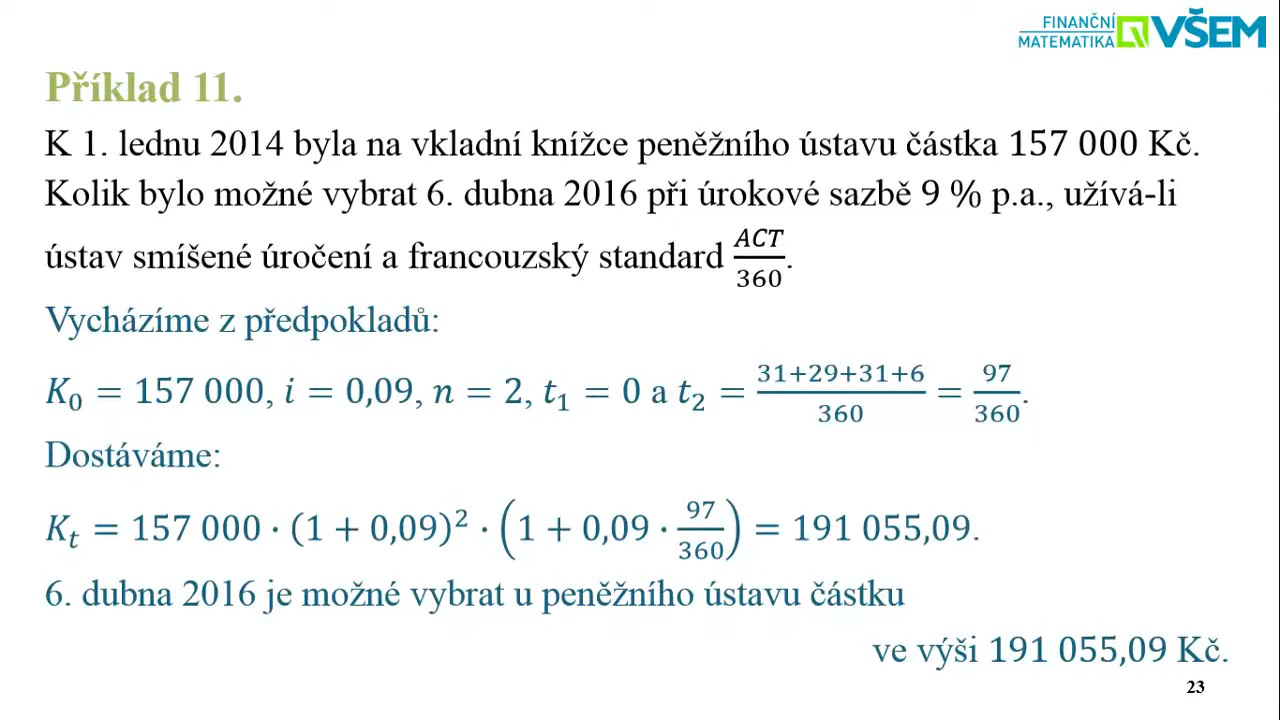 FINANČNÍ
MATEMATIKA VŠEM
Příklad 11.
K 1. lednu 2014 byla na vkladní knížce peněžního ústavu částka 157 000 Kč.
Kolik bylo možné vybrat 6. dubna 2016 při úrokové sazbě 9 % p.a., užívá-li
ústav smíšené úročení a francouzský standard ACT/360.
Vycházíme z předpokladů:
K₀ = 157 000, i = 0,09, n = 2, t₁ = 0 a t₂ = (31+29+31+6)/360 = 97/360.
Dostáváme:
Kₜ = 157 000 · (1 + 0,09)² · (1 + 0,09 · 97/360) = 191 055,09.
6. dubna 2016 je možné vybrat u peněžního ústavu částku
ve výši 191 055,09 Kč.
23